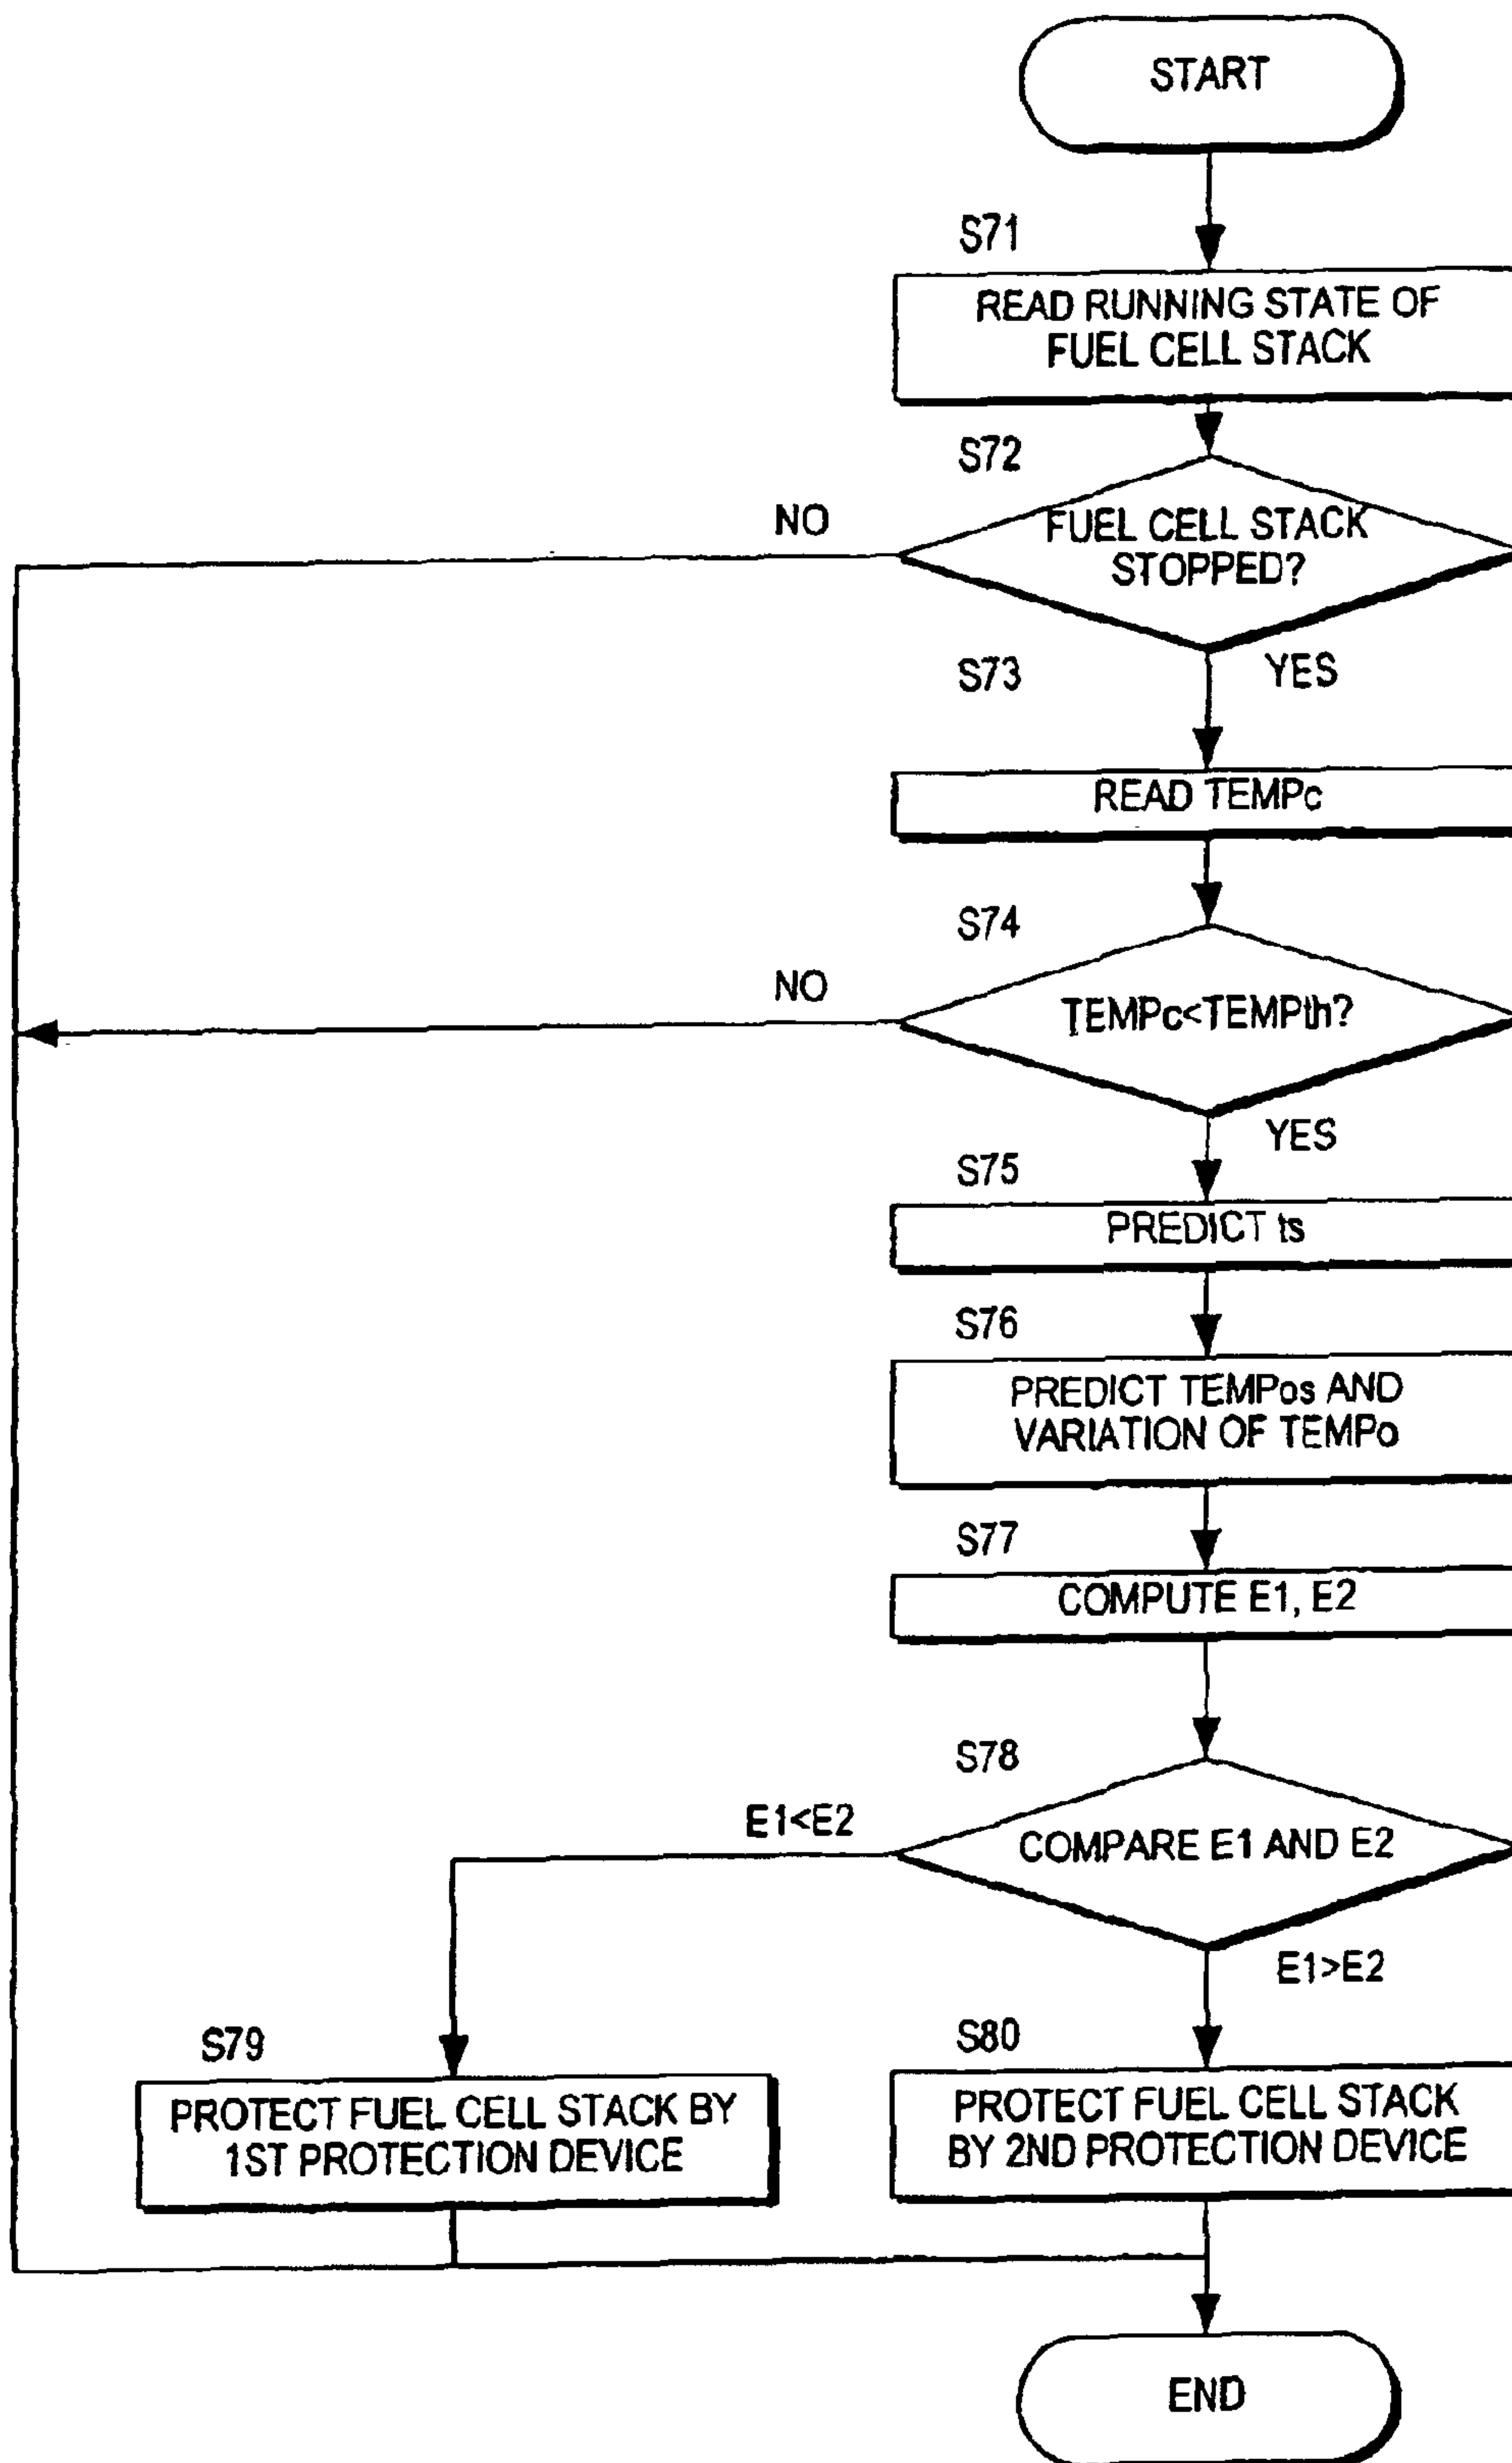 START
S71
READ RUNNING STATE OF
FUEL CELL STACK
S72
NO
FUEL CELL STACK
STOPPED?
S73
YES
READ TEMPc
S74
NO
TEMPc<TEMPth?
YES
S75
PREDICT ts
S76
PREDICT TEMPos AND
VARIATION OF TEMPo
S77
COMPUTE E1, E2
S78
E1<E2
COMPARE E1 AND E2
E1>E2
S79
PROTECT FUEL CELL STACK BY
1ST PROTECTION DEVICE
S80
PROTECT FUEL CELL STACK
BY 2ND PROTECTION DEVICE
END